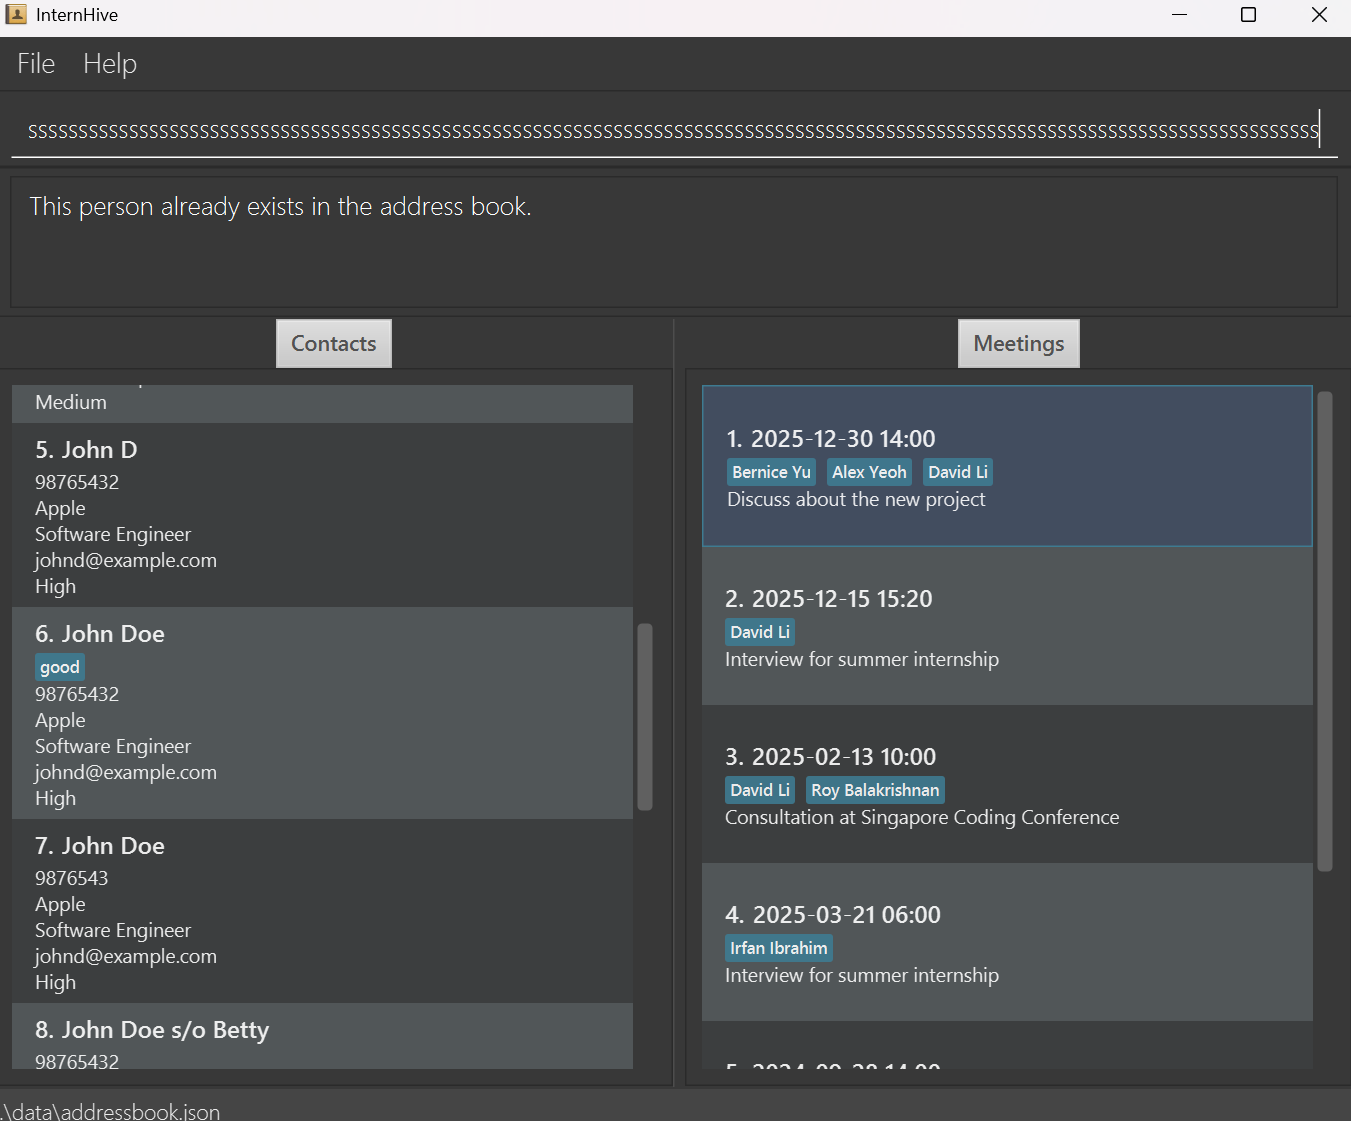 InternHive
File Help
This person already exists in the address book.
Contacts
Medium
5. John D
98765432
Apple
Software Engineer
johnd@example.com
High
6. John Doe
good
98765432
Apple
Software Engineer
johnd@example.com
High
7. John Doe
9876543
Apple
Software Engineer
johnd@example.com
High
8. John Doe s/o Betty
98765432
Meetings
1. 2025-12-30 14:00
Bernice Yu Alex Yeoh David Li
Discuss about the new project
2. 2025-12-15 15:20
David Li
Interview for summer internship
3. 2025-02-13 10:00
David Li Roy Balakrishnan
Consultation at Singapore Coding Conference
4. 2025-03-21 06:00
Irfan Ibrahim
Interview for summer internship
.\data\addressbook.json